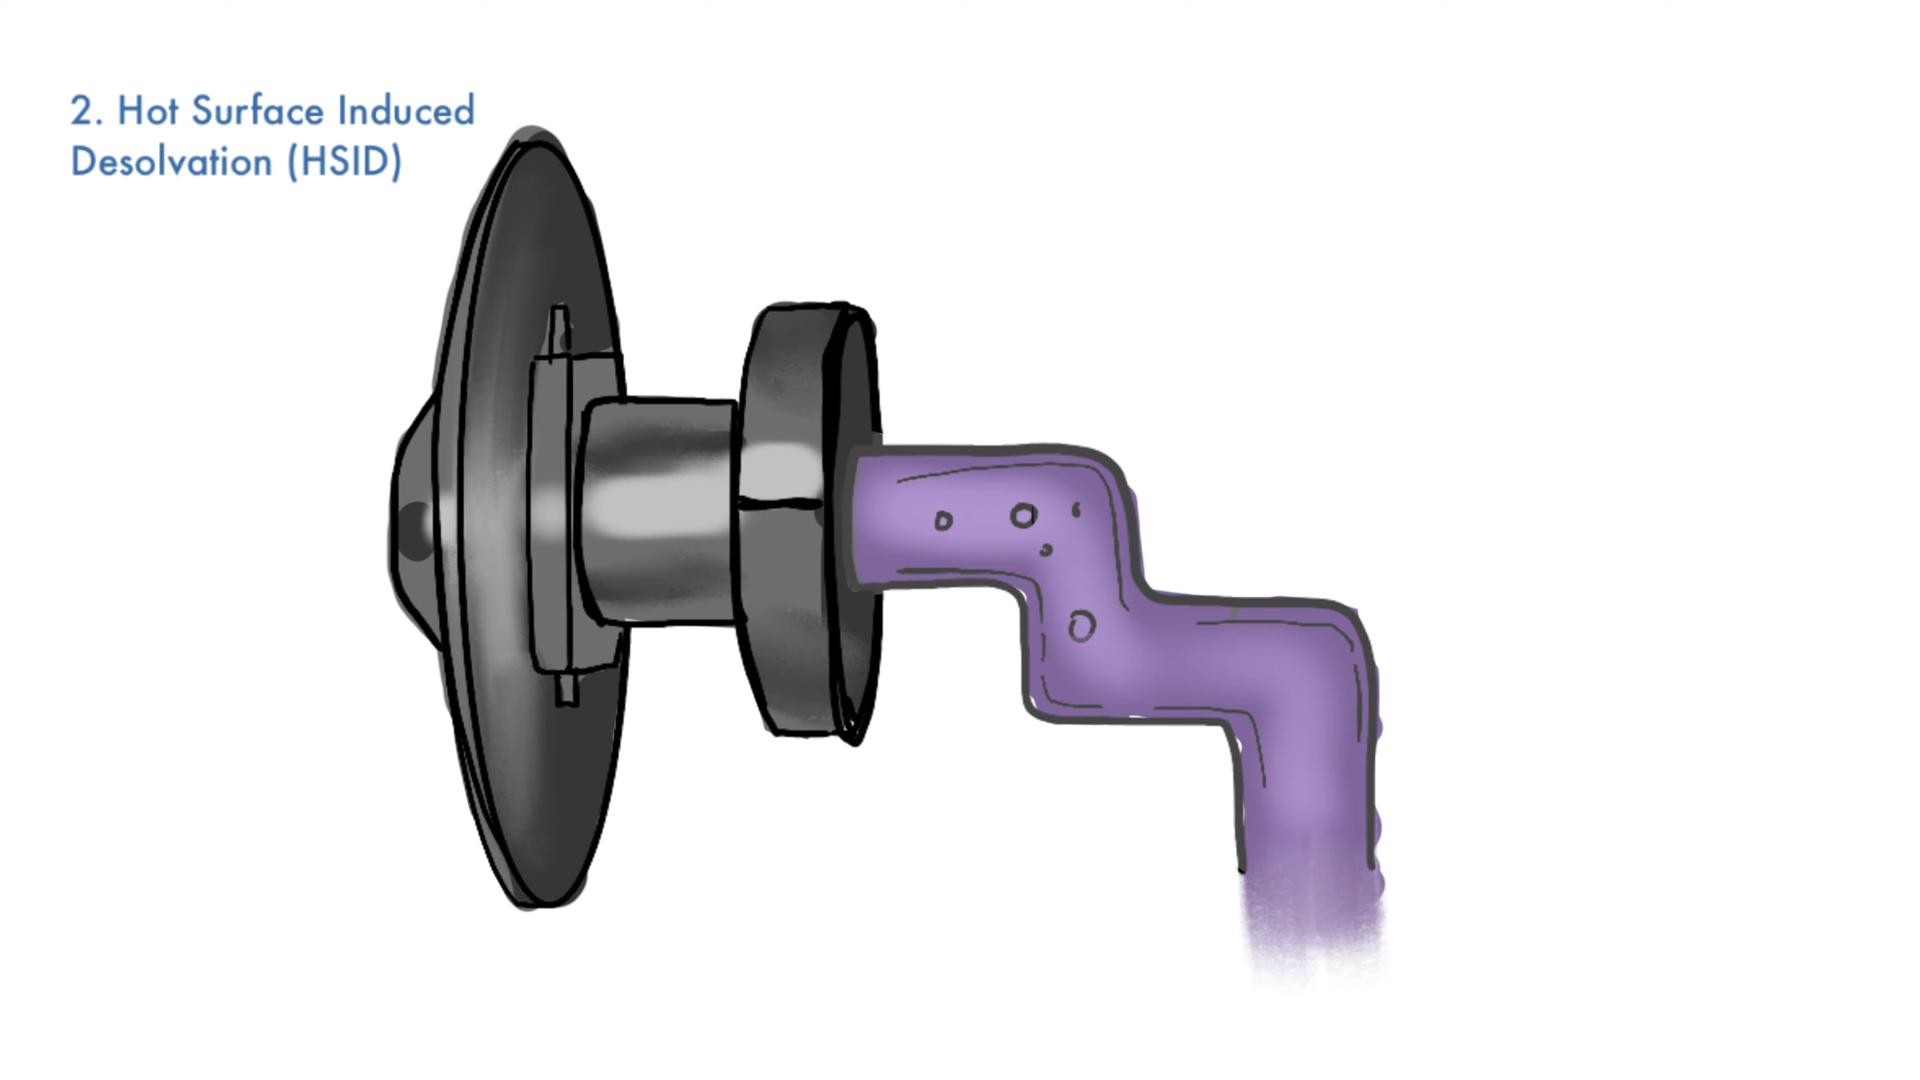 2. Hot Surface Induced
Desolvation (HSID)